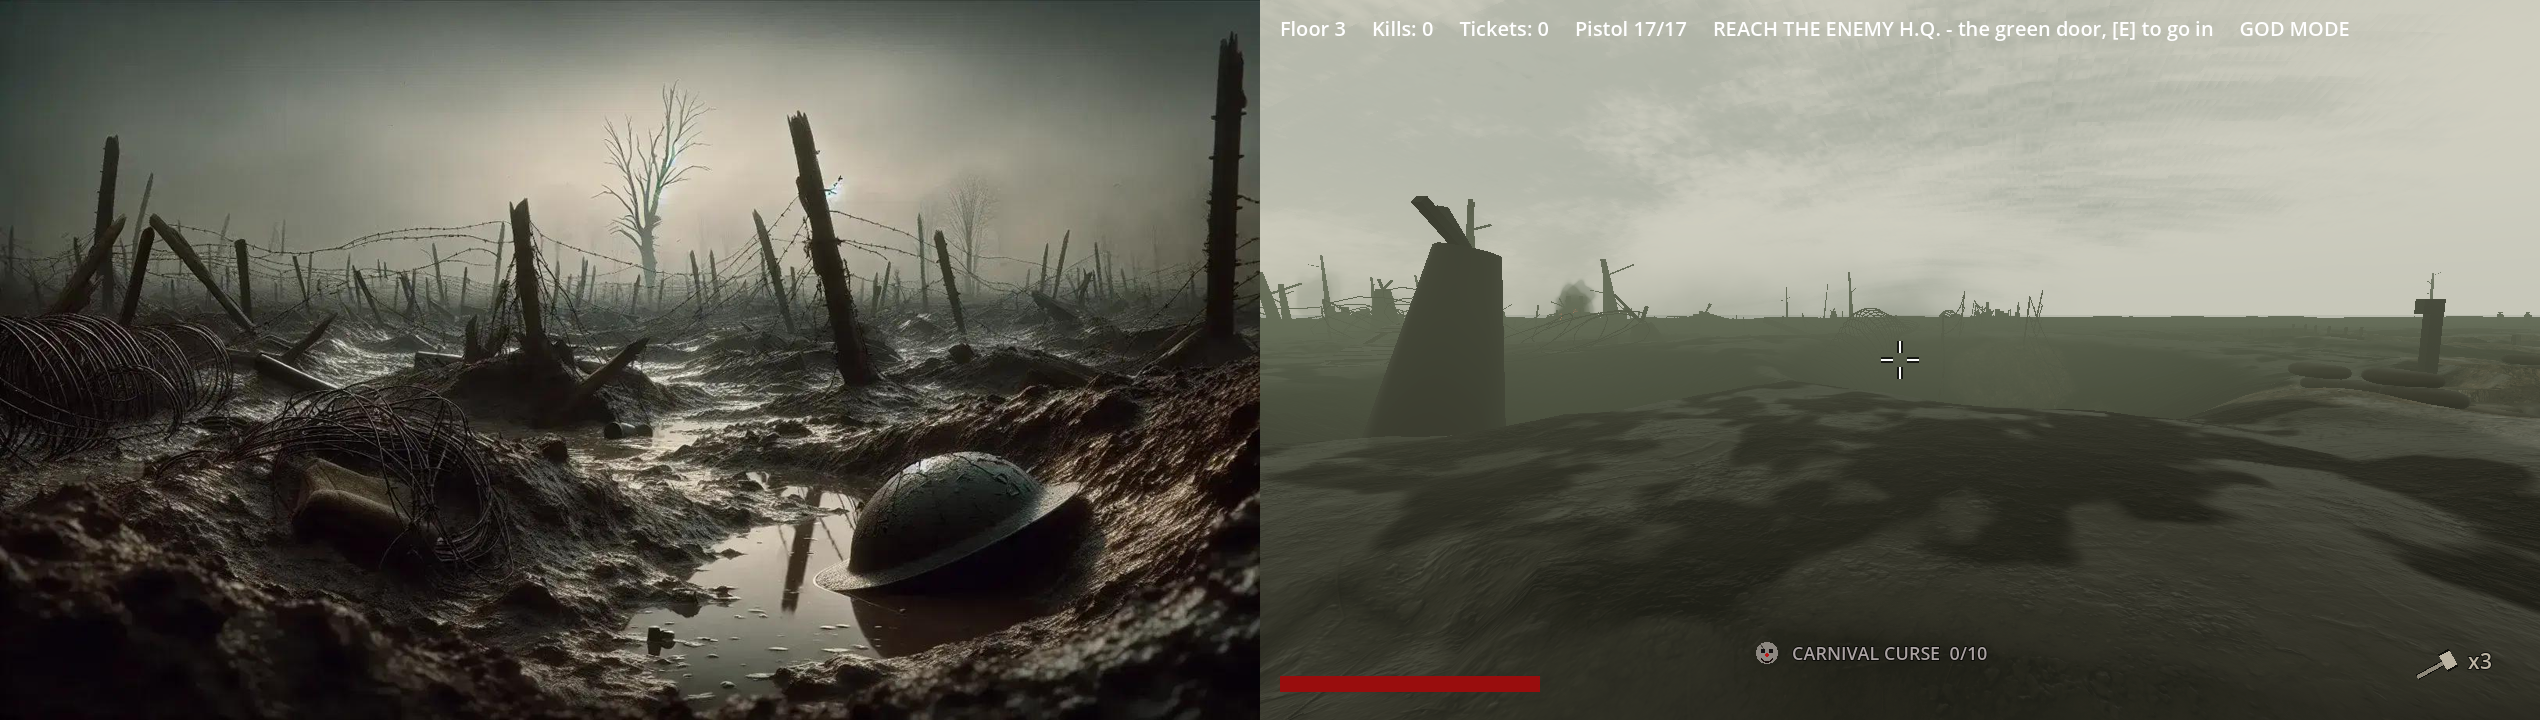 Floor 3 Kills: 0 Tickets: 0 Pistol 17/17 REACH THE ENEMY H.Q. - the green door, [E] to go in GOD MODE
CARNIVAL CURSE 0/10
x3